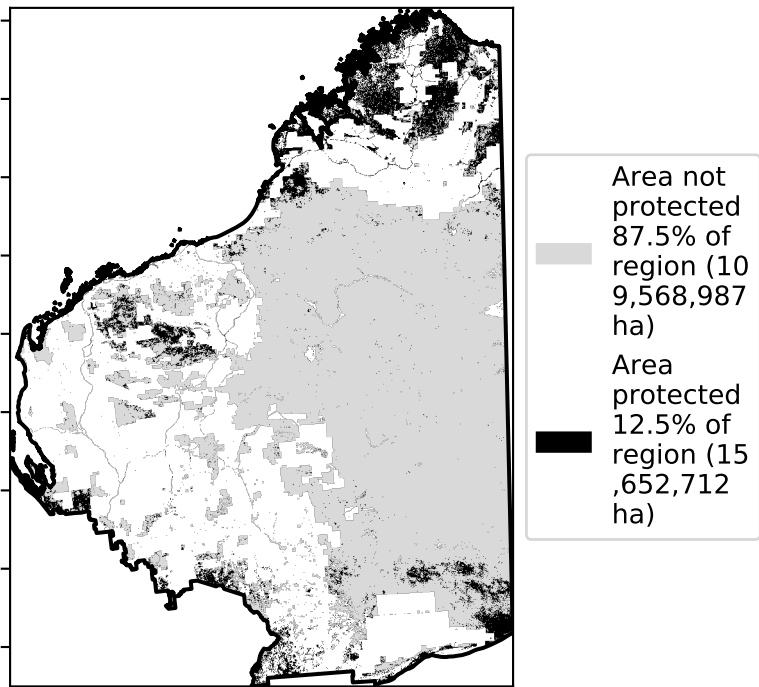 Area not
protected
87.5% of
region (10
9,568,987
ha)
Area
protected
12.5% of
region (15
,652,712
ha)